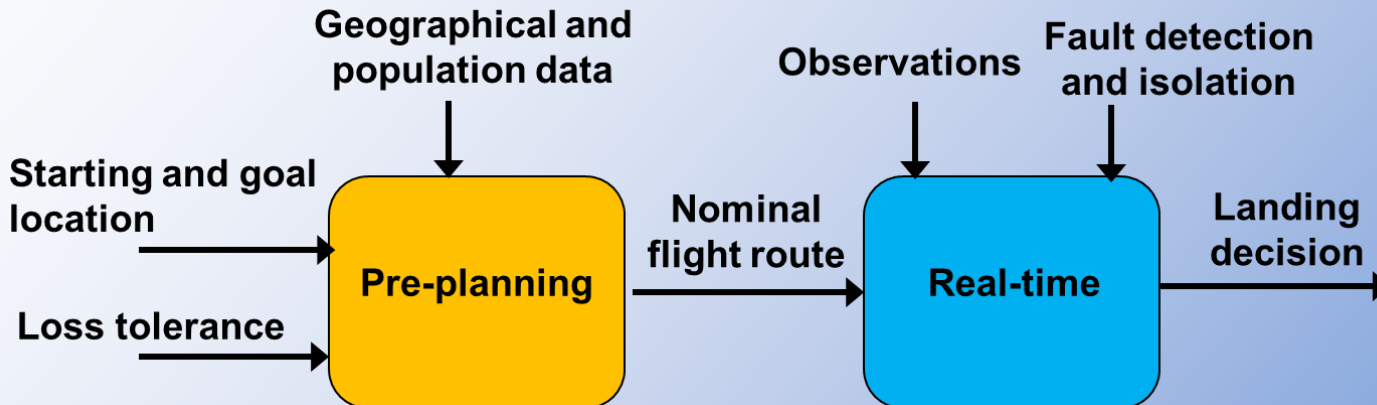 Geographical and
population data
Observations
Fault detection
and isolation
Starting and goal
location
Nominal
flight route
Landing
decision
Pre-planning
Real-time
Loss tolerance